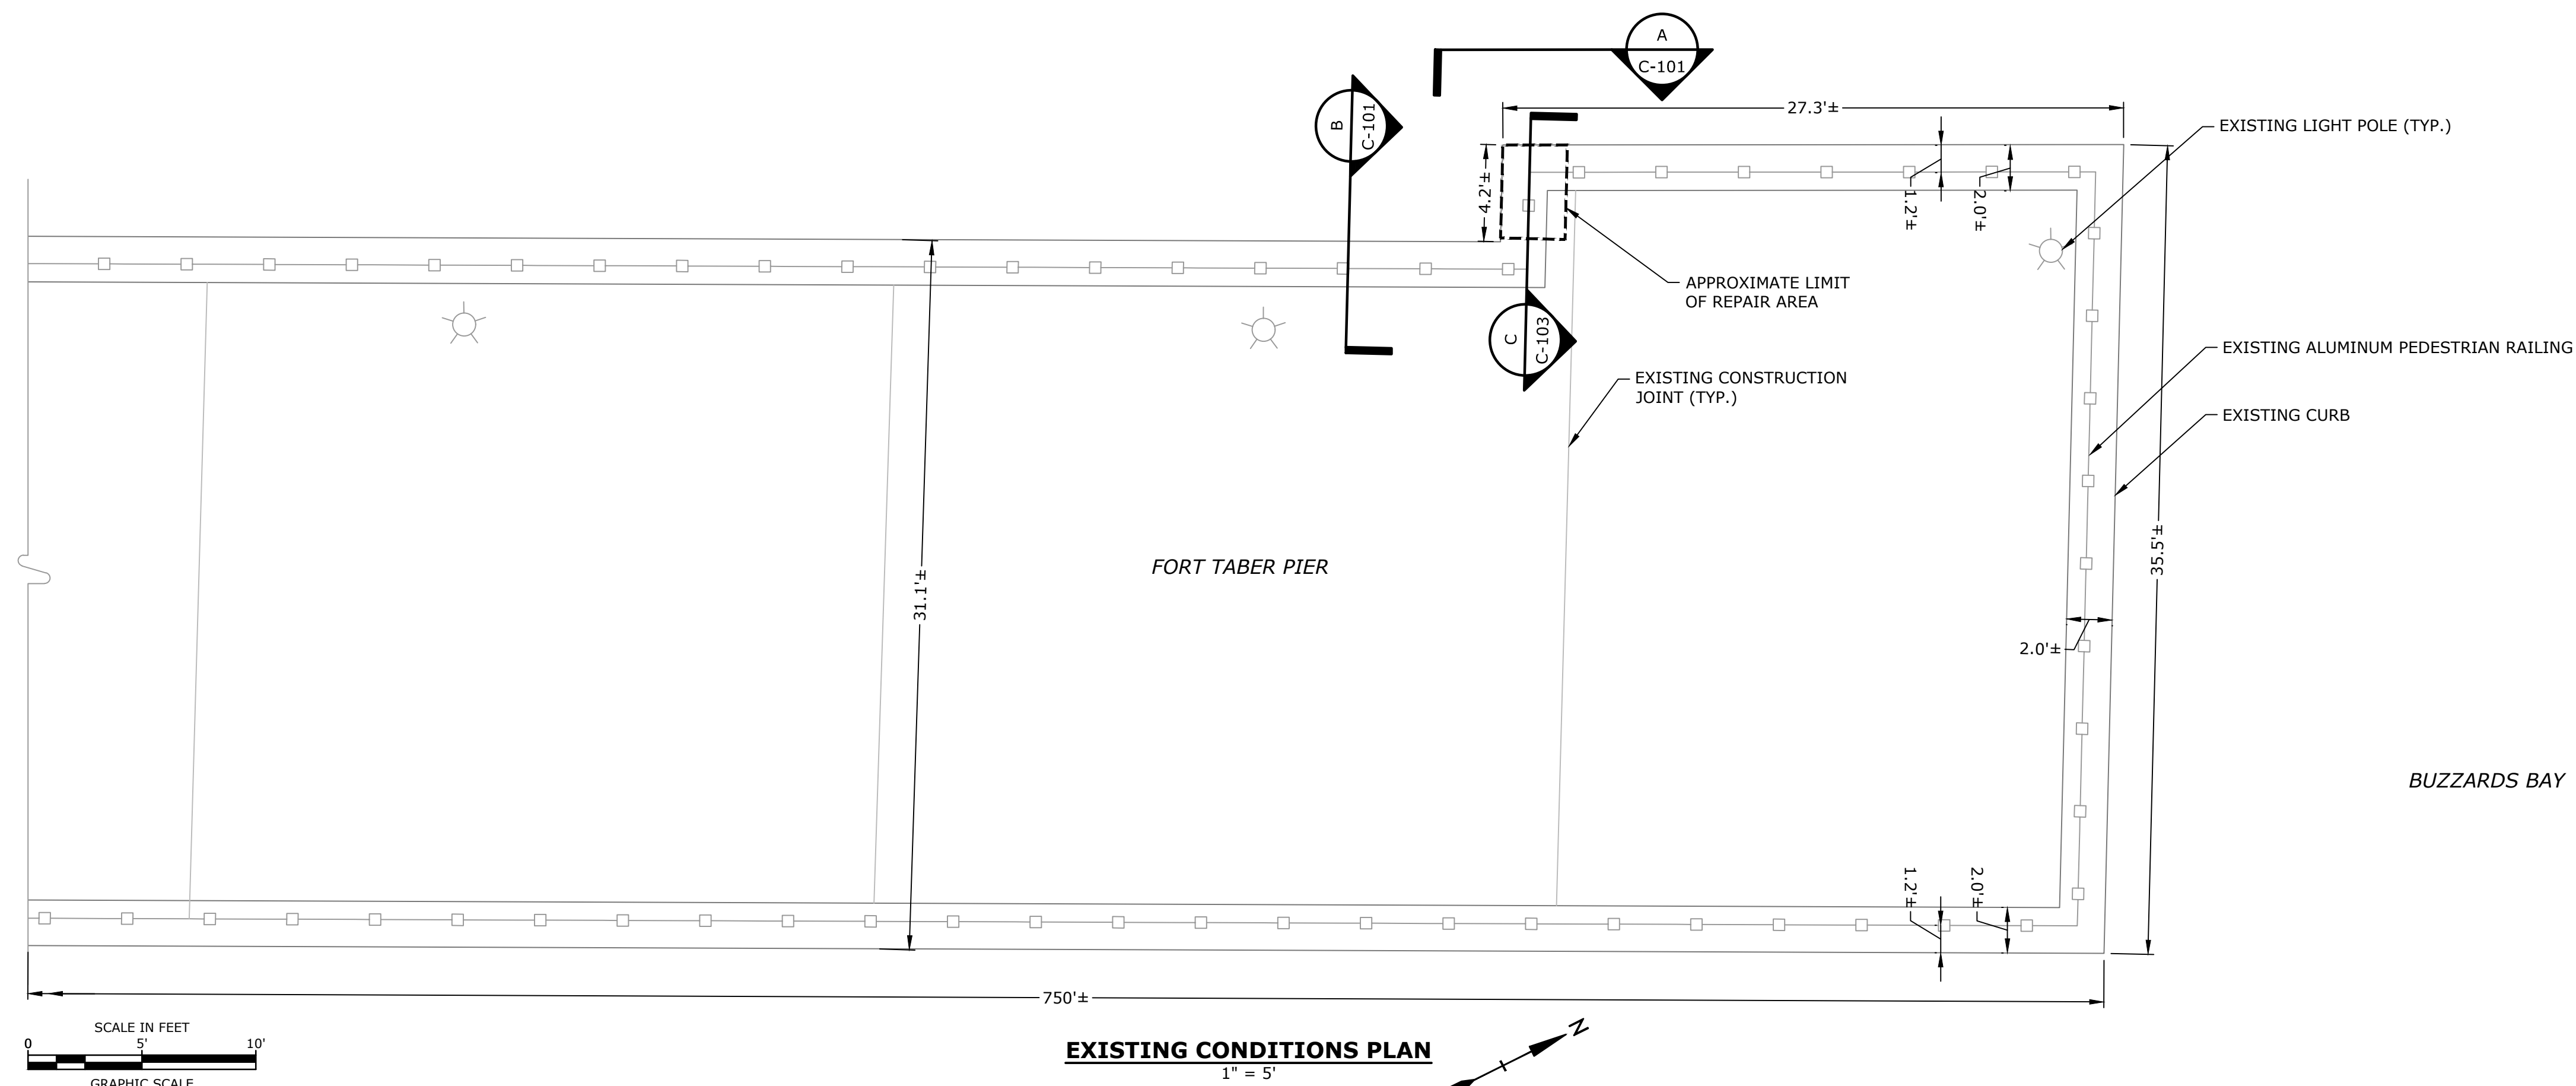 A
C-101
B
C-101
27.3'±
EXISTING LIGHT POLE (TYP.)
4.2'±
1.2'±
2.0'±
APPROXIMATE LIMIT
OF REPAIR AREA
C
C-103
EXISTING ALUMINUM PEDESTRIAN RAILING
EXISTING CONSTRUCTION
JOINT (TYP.)
EXISTING CURB
FORT TABER PIER
31.1'±
35.5'±
2.0'±
BUZZARDS BAY
1.2'±
2.0'±
750'±
SCALE IN FEET
0 5' 10'
GRAPHIC SCALE
EXISTING CONDITIONS PLAN
1" = 5'
N